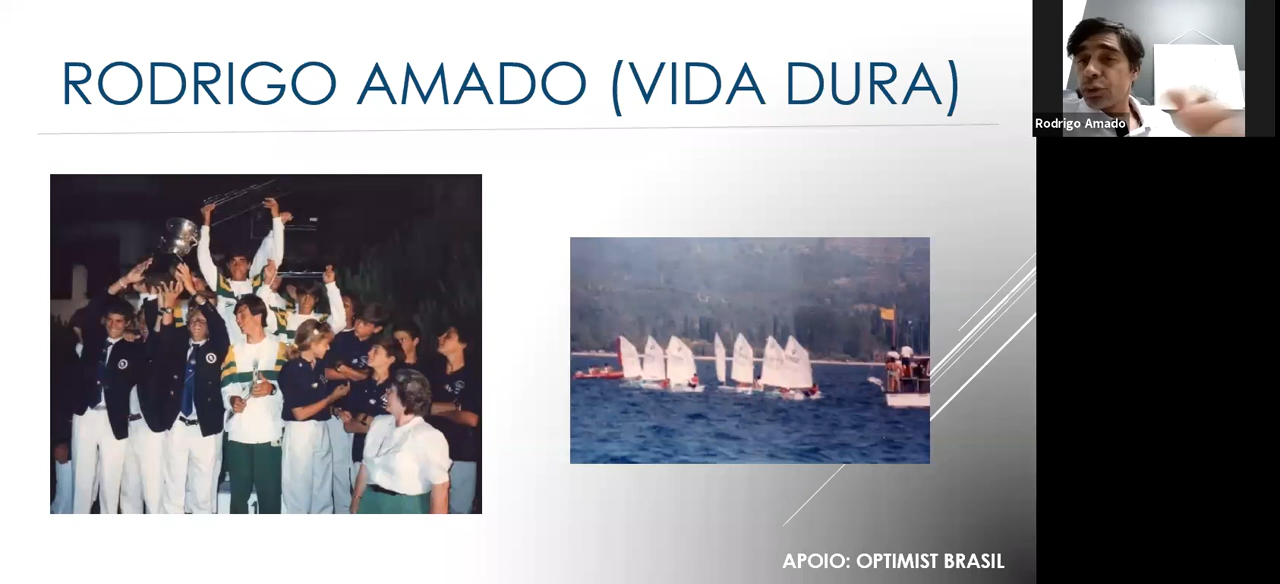 RODRIGO AMADO (VIDA DURA)
Rodrigo Amado
APOIO: OPTIMIST BRASIL